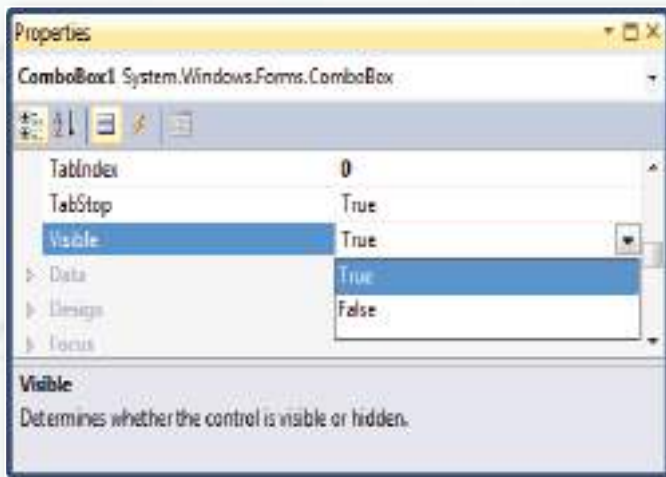 Properties
ComboBox1 System.Windows.Forms.ComboBox
TabIndex 0
TabStop True
Visible True
Data True
Design False
Focus
Visible
Determines whether the control is visible or hidden.